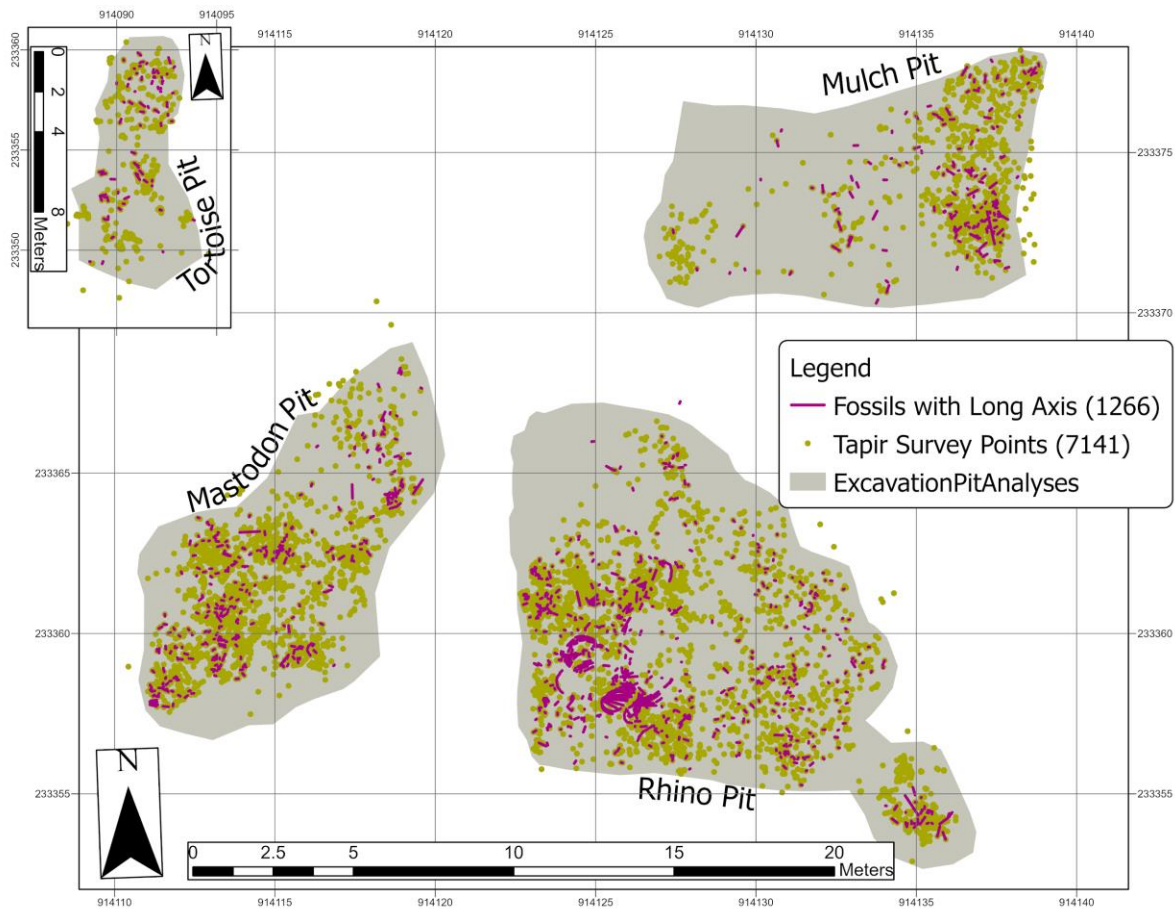 914090 914095
914115 914120 914125 914130 914135 914140
233360
233355
233350
N
0
2
4
6
8
Meters
Tortoise Pit
Mulch Pit
233375
233370
Legend
Fossils with Long Axis (1266)
Tapir Survey Points (7141)
ExcavationPitAnalyses
Mastodon Pit
233365 233365
233360 233360
Rhino Pit
233355 233355
N
0 2.5 5 10 15 20
Meters
914110 914115 914120 914125 914130 914135 914140